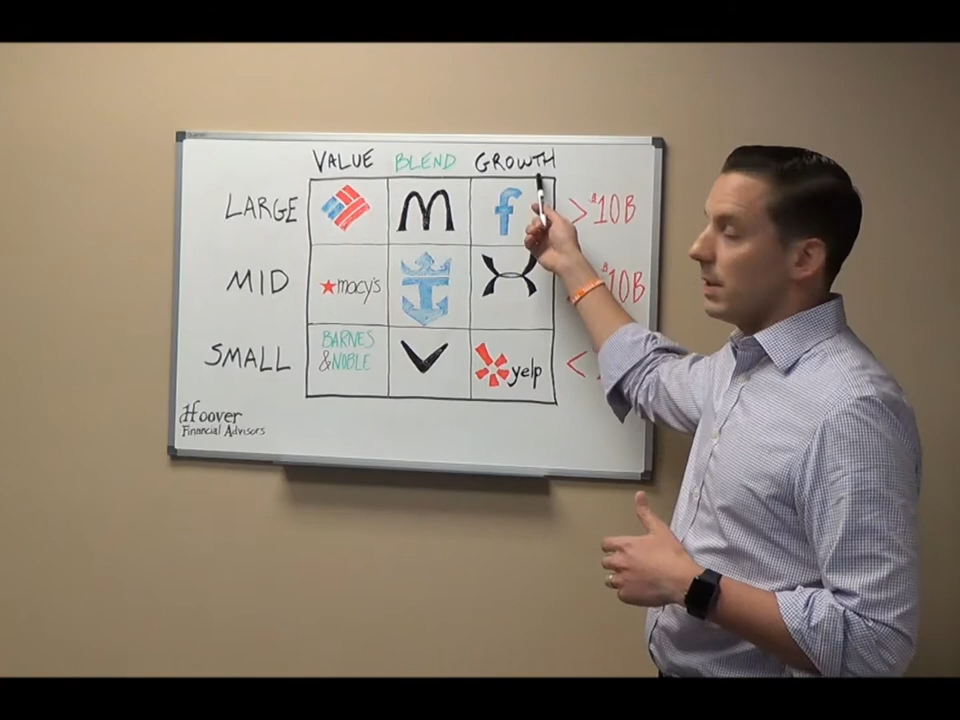 VALUE BLEND GROWTH
LARGE >$10B
MID macy's $10B
SMALL BARNES
&NOBLE yelp <
Hoover
Financial Advisors